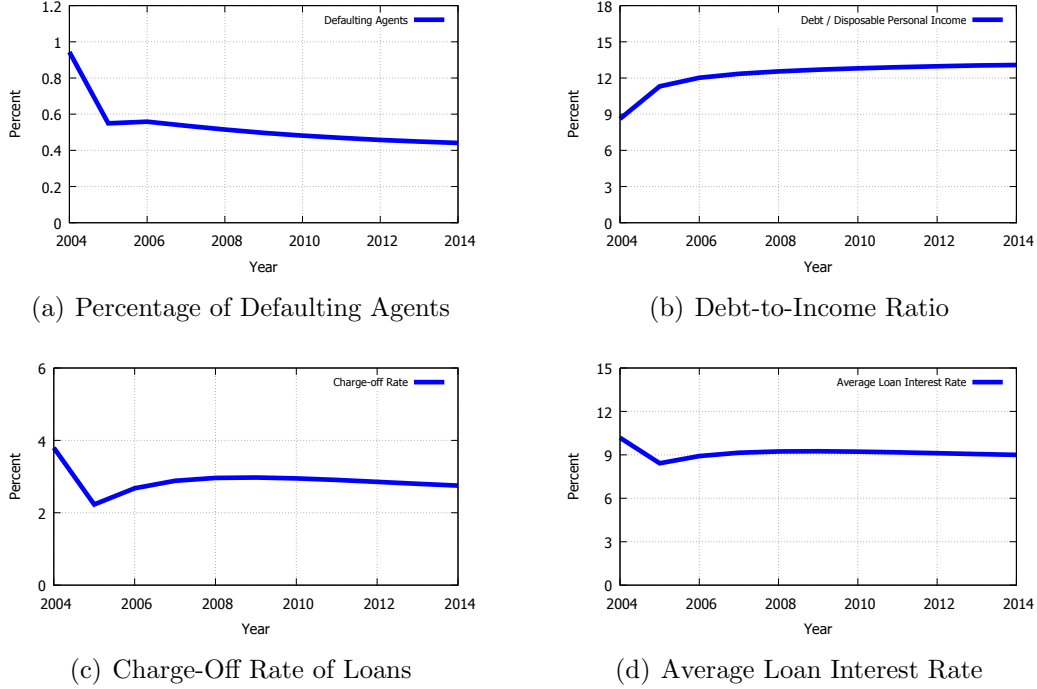 Defaulting Agents
1.2
1
0.8
0.6
0.4
0.2
0
Percent
2004 2006 2008 2010 2012 2014
Year
(a) Percentage of Defaulting Agents
Debt / Disposable Personal Income
18
15
12
9
6
3
0
Percent
2004 2006 2008 2010 2012 2014
Year
(b) Debt-to-Income Ratio
Charge-off Rate
6
4
2
0
Percent
2004 2006 2008 2010 2012 2014
Year
(c) Charge-Off Rate of Loans
Average Loan Interest Rate
15
12
9
6
3
0
Percent
2004 2006 2008 2010 2012 2014
Year
(d) Average Loan Interest Rate